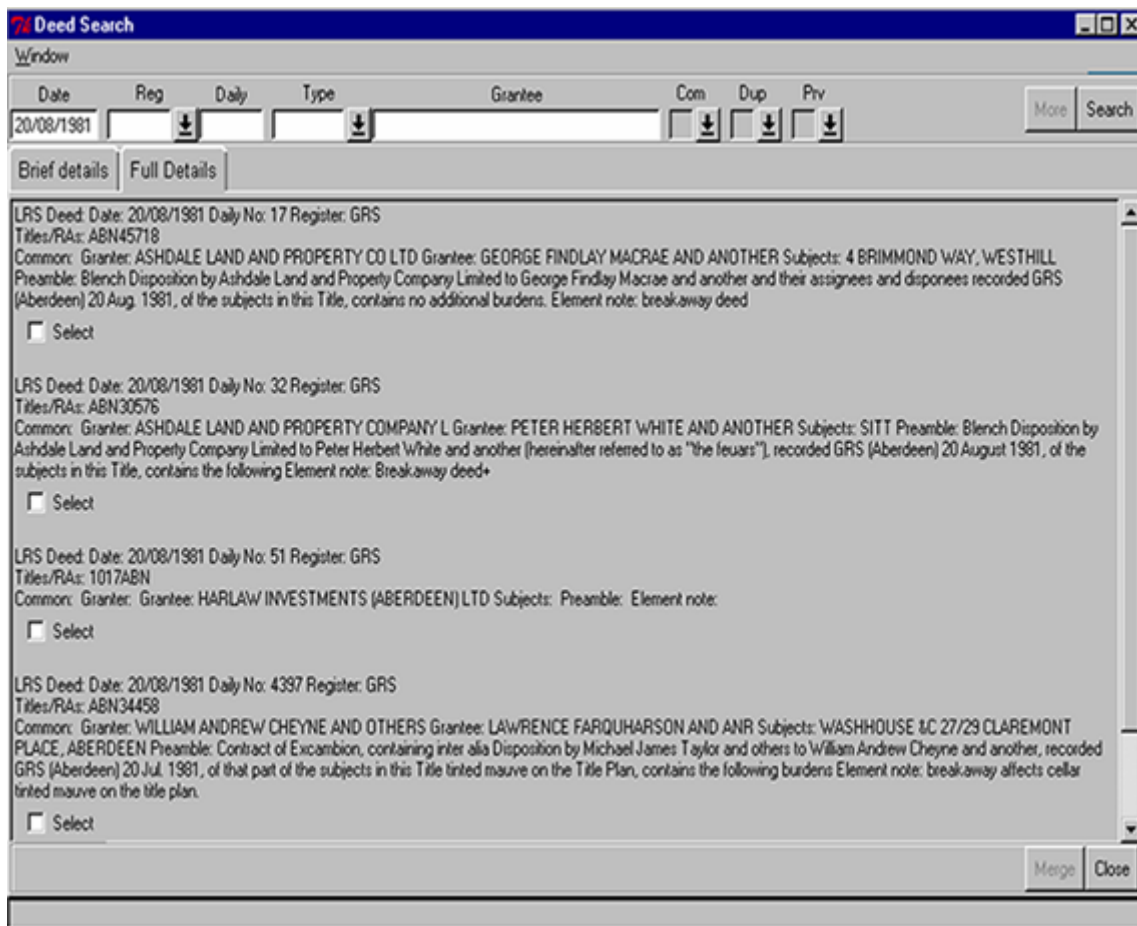 Deed Search
Window
Date Reg Daily Type Grantee Com Dup Prv
20/08/1981
More Search
Brief details Full Details
LRS Deed: Date: 20/08/1981 Daily No: 17 Register: GRS
Titles/RAs: ABN45718
Common: Granter: ASHDALE LAND AND PROPERTY CO LTD Grantee: GEORGE FINDLAY MACRAE AND ANOTHER Subjects: 4 BRIMMOND WAY, WESTHILL
Preamble: Blench Disposition by Ashdale Land and Property Company Limited to George Findlay Macrae and another and their assignees and disponees recorded GRS
(Aberdeen) 20 Aug. 1981, of the subjects in this Title, contains no additional burdens. Element note: breakaway deed
Select
LRS Deed: Date: 20/08/1981 Daily No: 32 Register: GRS
Titles/RAs: ABN30576
Common: Granter: ASHDALE LAND AND PROPERTY COMPANY L Grantee: PETER HERBERT WHITE AND ANOTHER Subjects: SITT Preamble: Blench Disposition by
Ashdale Land and Property Company Limited to Peter Herbert White and another (hereinafter referred to as "the feuars"), recorded GRS (Aberdeen) 20 August 1981, of the
subjects in this Title, contains the following Element note: Breakaway deed+
Select
LRS Deed: Date: 20/08/1981 Daily No: 51 Register: GRS
Titles/RAs: 1017ABN
Common: Granter: Grantee: HARLAW INVESTMENTS (ABERDEEN) LTD Subjects: Preamble: Element note:
Select
LRS Deed: Date: 20/08/1981 Daily No: 4397 Register: GRS
Titles/RAs: ABN34458
Common: Granter: WILLIAM ANDREW CHEYNE AND OTHERS Grantee: LAWRENCE FARQUHARSON AND ANR Subjects: WASHHOUSE &C 27/29 CLAREMONT
PLACE, ABERDEEN Preamble: Contract of Excambion, containing inter alia Disposition by Michael James Taylor and others to William Andrew Cheyne and another, recorded
GRS (Aberdeen) 20 Jul. 1981, of that part of the subjects in this Title tinted mauve on the Title Plan, contains the following burdens Element note: breakaway affects cellar
tinted mauve on the title plan.
Select
Merge Close